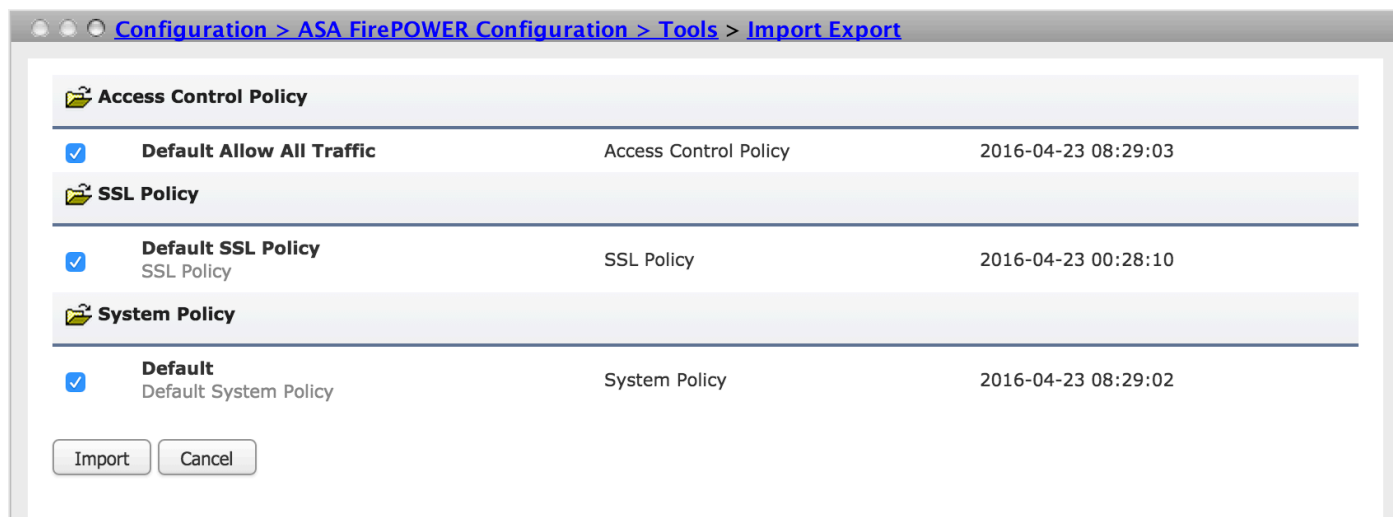 Configuration > ASA FirePOWER Configuration > Tools > Import Export
Access Control Policy
Default Allow All Traffic Access Control Policy 2016-04-23 08:29:03
SSL Policy
Default SSL Policy
SSL Policy SSL Policy 2016-04-23 00:28:10
System Policy
Default
Default System Policy System Policy 2016-04-23 08:29:02
Import Cancel